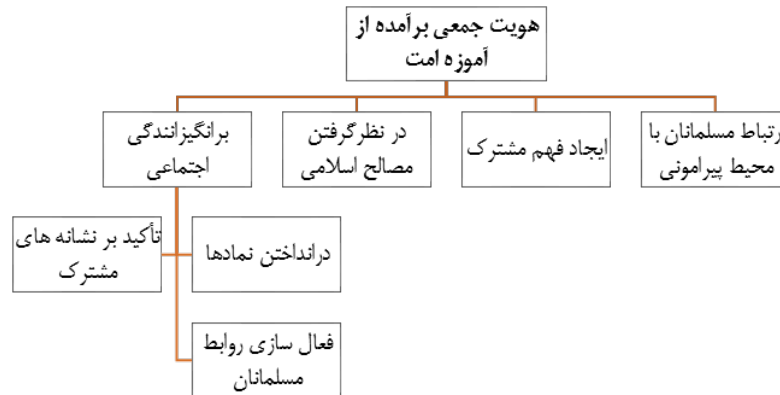 هویت جمعی برآمده از
آموزه امت
رتباط مسلمانان با
محیط پیرامونی
ایجاد فهم مشترک
در نظرگرفتن
مصالح اسلامی
برانگیزانندگی
اجتماعی
درانداختن نمادها
تأکید بر نشانه های
مشترک
فعال سازی روابط
مسلمانان